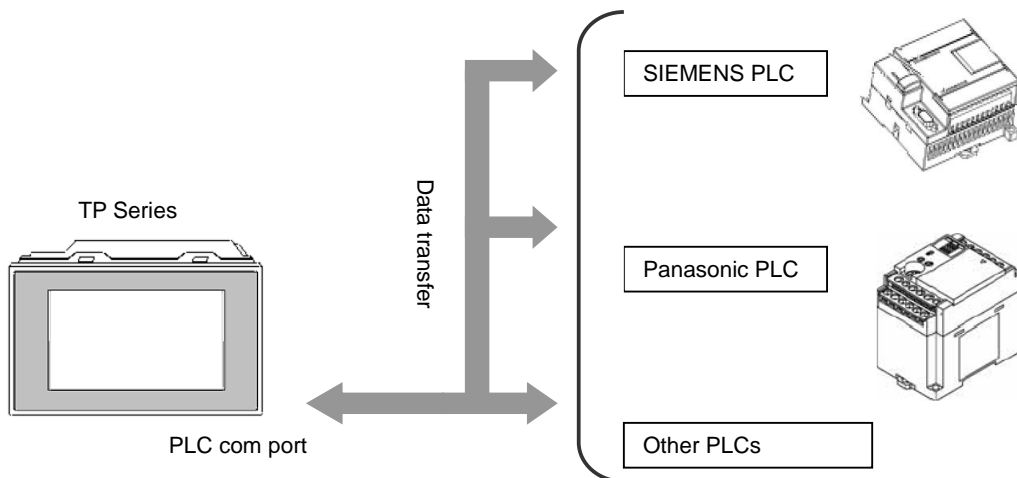 TP Series
PLC com port
Data transfer
SIEMENS PLC
Panasonic PLC
Other PLCs